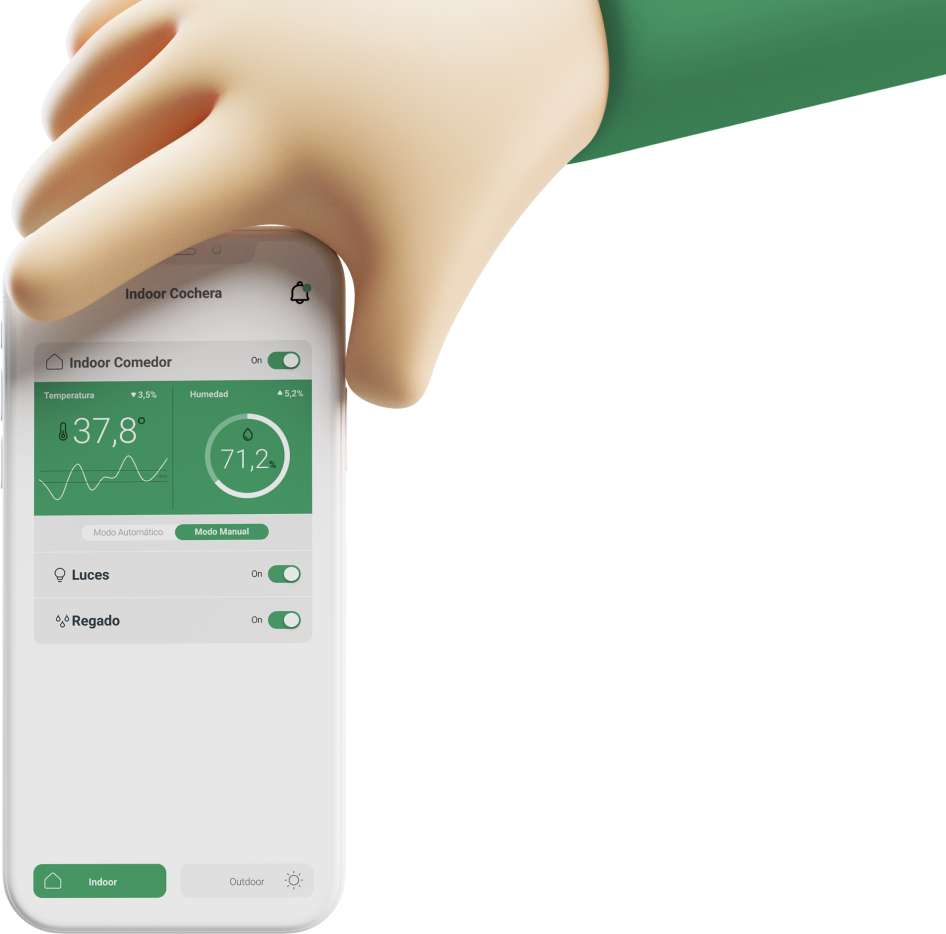 Indoor Cochera
Indoor Comedor
On
Temperatura ▼3,5%
Humedad ▲5,2%
37,8°
71,2%
Modo Automático
Modo Manual
Luces
On
Regado
On
Indoor
Outdoor